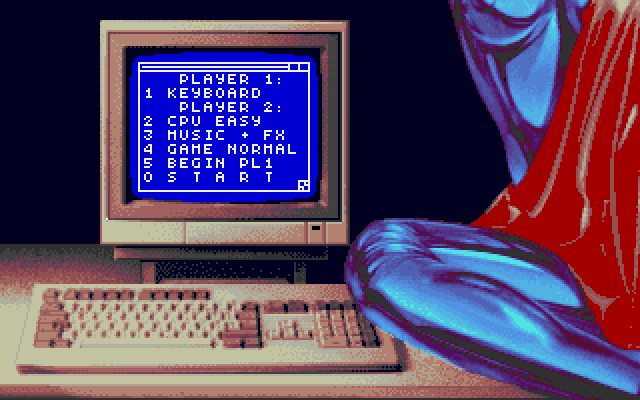 PLAYER 1:
1 KEYBOARD
PLAYER 2:
2 CPU EASY
3 MUSIC + FX
4 GAME NORMAL
5 BEGIN PL1
0 S T A R T